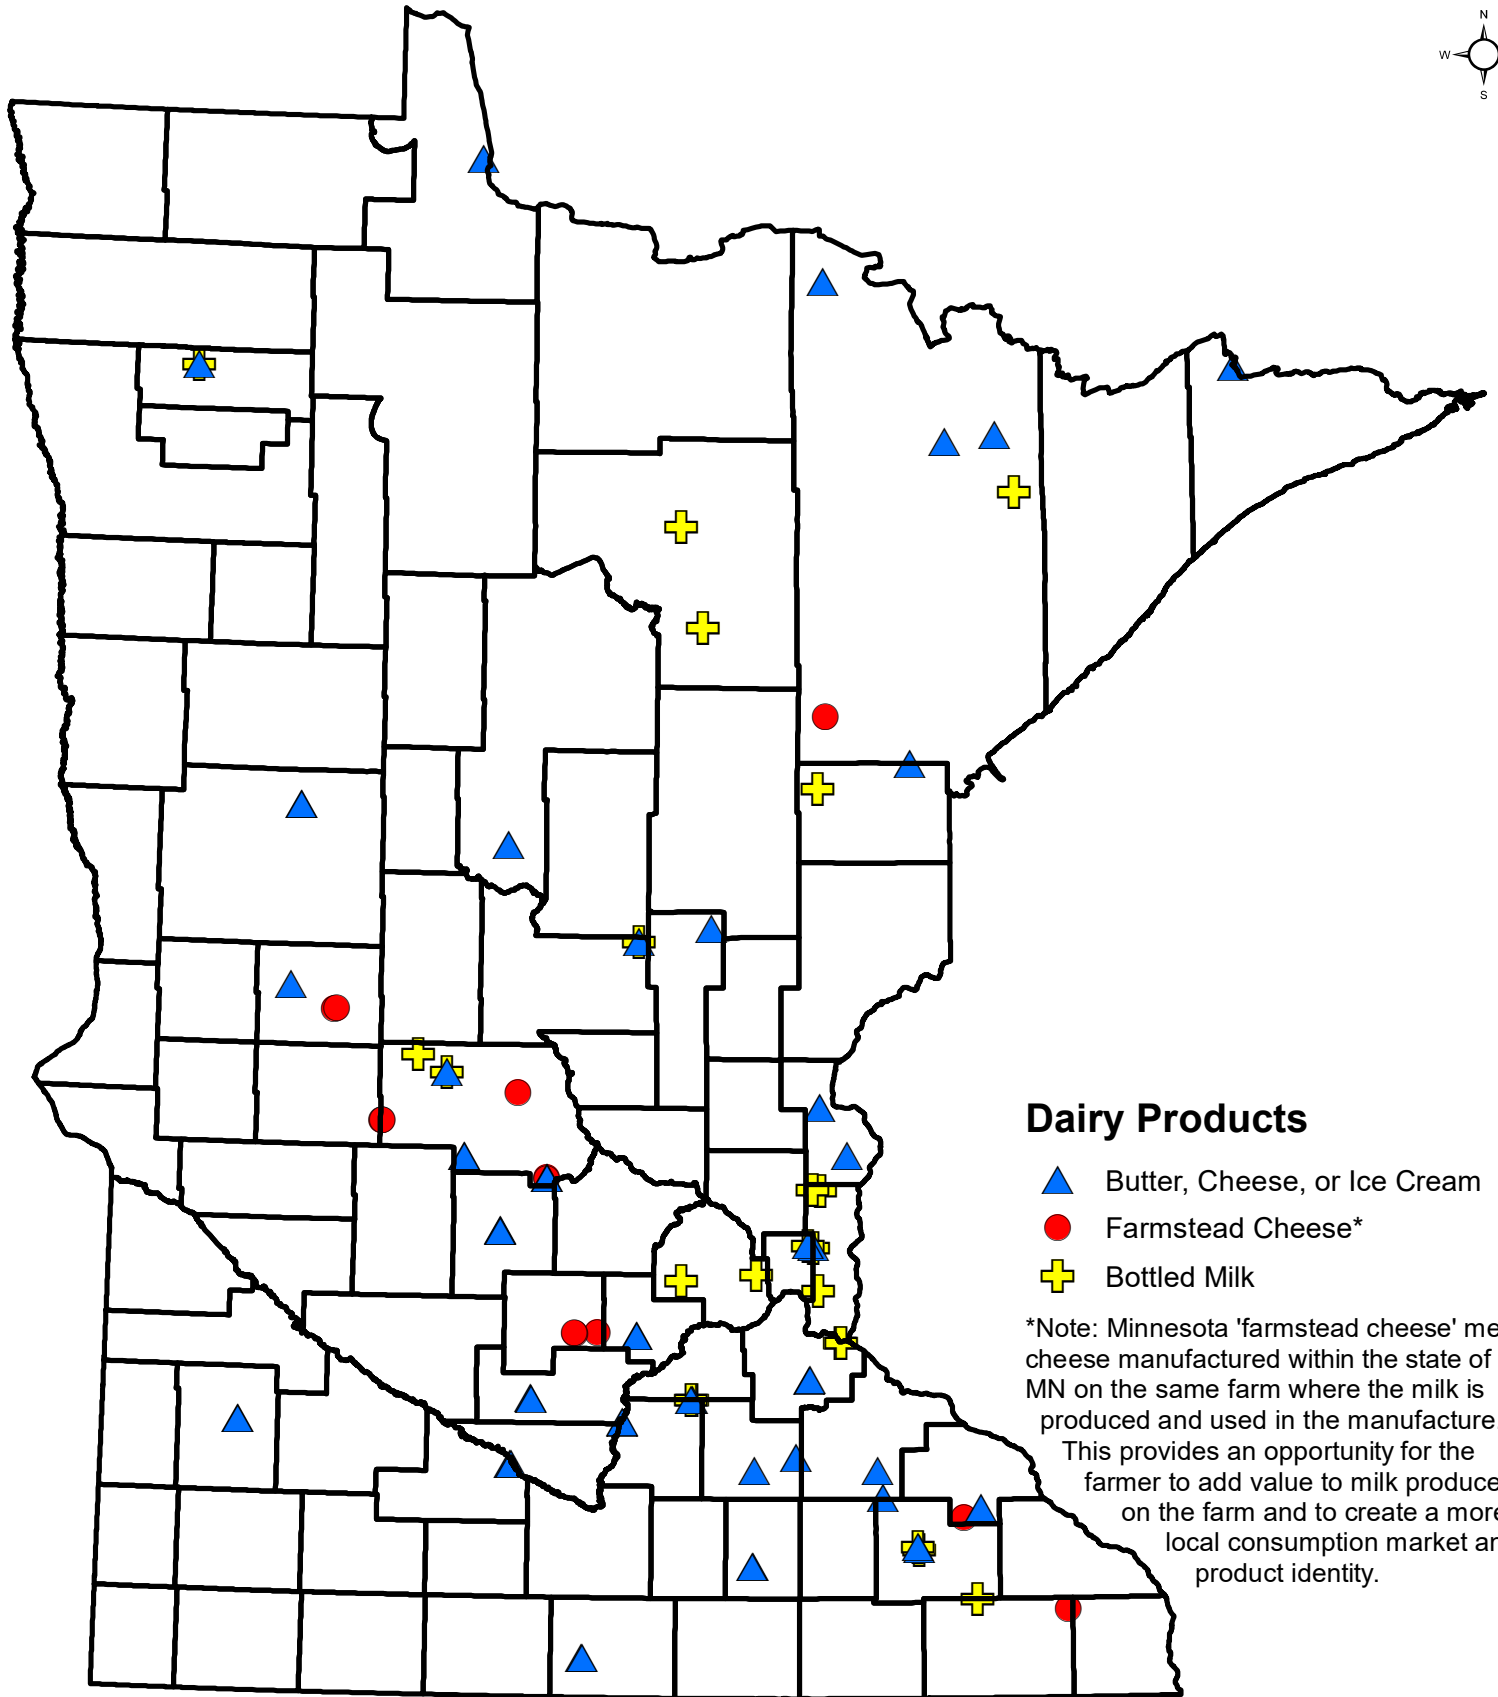 N
W
S
Dairy Products
Butter, Cheese, or Ice Cream
Farmstead Cheese*
Bottled Milk
*Note: Minnesota 'farmstead cheese' me
cheese manufactured within the state of
MN on the same farm where the milk is
produced and used in the manufacture.
This provides an opportunity for the
farmer to add value to milk produce
on the farm and to create a more
local consumption market an
product identity.